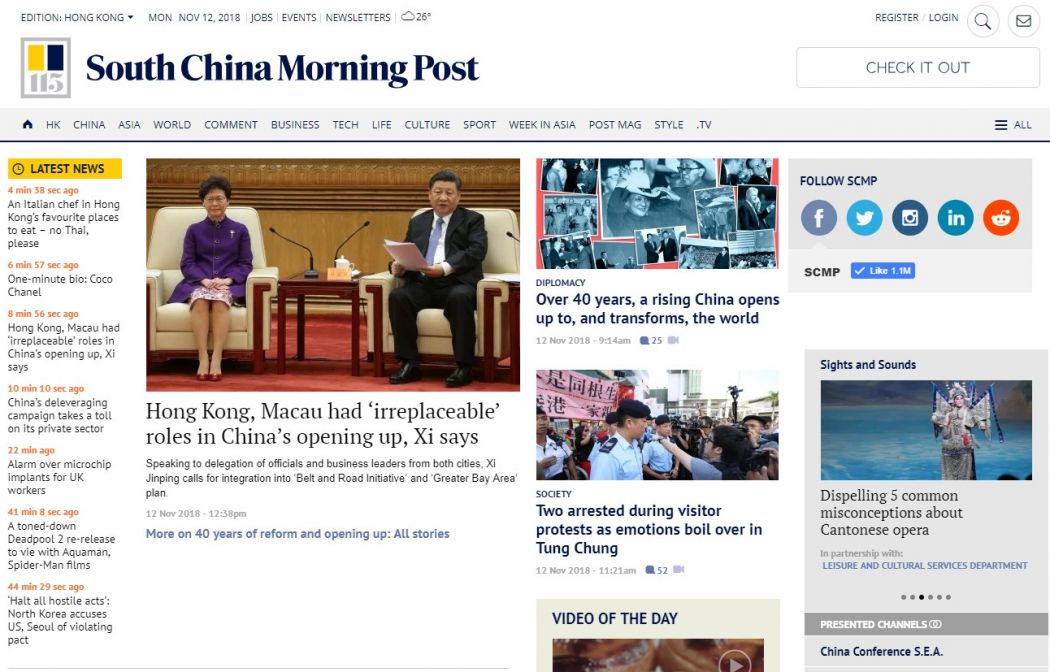 EDITION: HONG KONG
MON NOV 12, 2018
JOBS
EVENTS
NEWSLETTERS
26°
REGISTER / LOGIN
115
South China Morning Post
CHECK IT OUT
HK
CHINA
ASIA
WORLD
COMMENT
BUSINESS
TECH
LIFE
CULTURE
SPORT
WEEK IN ASIA
POST MAG
STYLE
.TV
ALL
LATEST NEWS
4 min 38 sec ago
An Italian chef in Hong
Kong's favourite places
to eat – no Thai,
please
6 min 57 sec ago
One-minute bio: Coco
Chanel
8 min 56 sec ago
Hong Kong, Macau had
'irreplaceable' roles in
China's opening up, Xi
says
10 min 10 sec ago
China's deleveraging
campaign takes a toll
on its private sector
22 min ago
Alarm over microchip
implants for UK
workers
41 min 8 sec ago
A toned-down
Deadpool 2 re-release
to vie with Aquaman,
Spider-Man films
44 min 29 sec ago
'Halt all hostile acts':
North Korea accuses
US, Seoul of violating
pact
Hong Kong, Macau had 'irreplaceable'
roles in China's opening up, Xi says
Speaking to delegation of officials and business leaders from both cities, Xi
Jinping calls for integration into 'Belt and Road Initiative' and 'Greater Bay Area'
plan.
12 Nov 2018 - 12:38pm
More on 40 years of reform and opening up: All stories
DIPLOMACY
Over 40 years, a rising China opens
up to, and transforms, the world
12 Nov 2018 - 9:14am 25
是同根生
香港 家
SOCIETY
Two arrested during visitor
protests as emotions boil over in
Tung Chung
12 Nov 2018 - 11:21am 52
VIDEO OF THE DAY
FOLLOW SCMP
f
in
SCMP
Like 1.1M
Sights and Sounds
Dispelling 5 common
misconceptions about
Cantonese opera
In partnership with:
LEISURE AND CULTURAL SERVICES DEPARTMENT
PRESENTED CHANNELS
China Conference S.E.A.